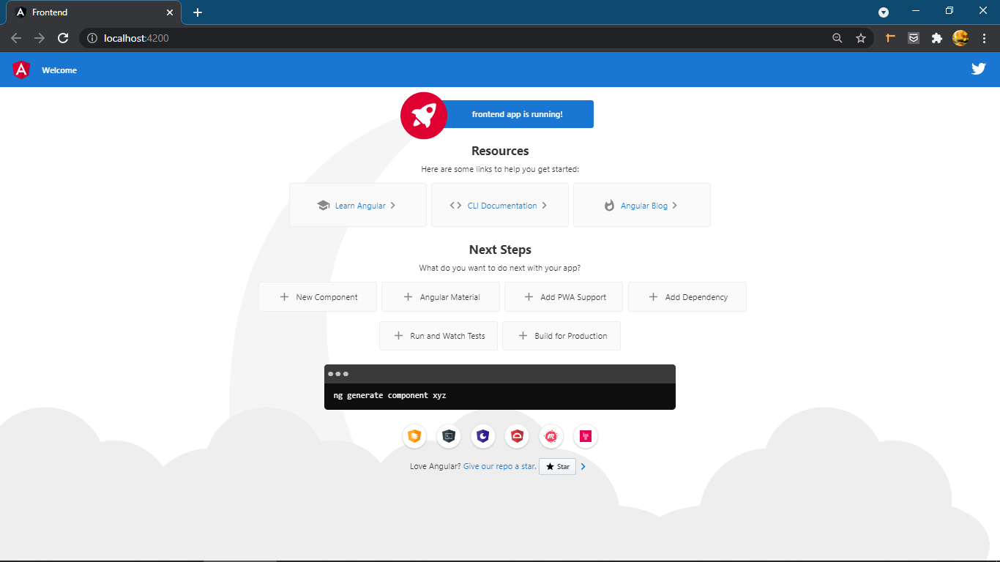 Frontend
localhost:4200
Welcome
frontend app is running!
Resources
Here are some links to help you get started:
Learn Angular
CLI Documentation
Angular Blog
Next Steps
What do you want to do next with your app?
New Component
Angular Material
Add PWA Support
Add Dependency
Run and Watch Tests
Build for Production
ng generate component xyz
Love Angular? Give our repo a star. Star